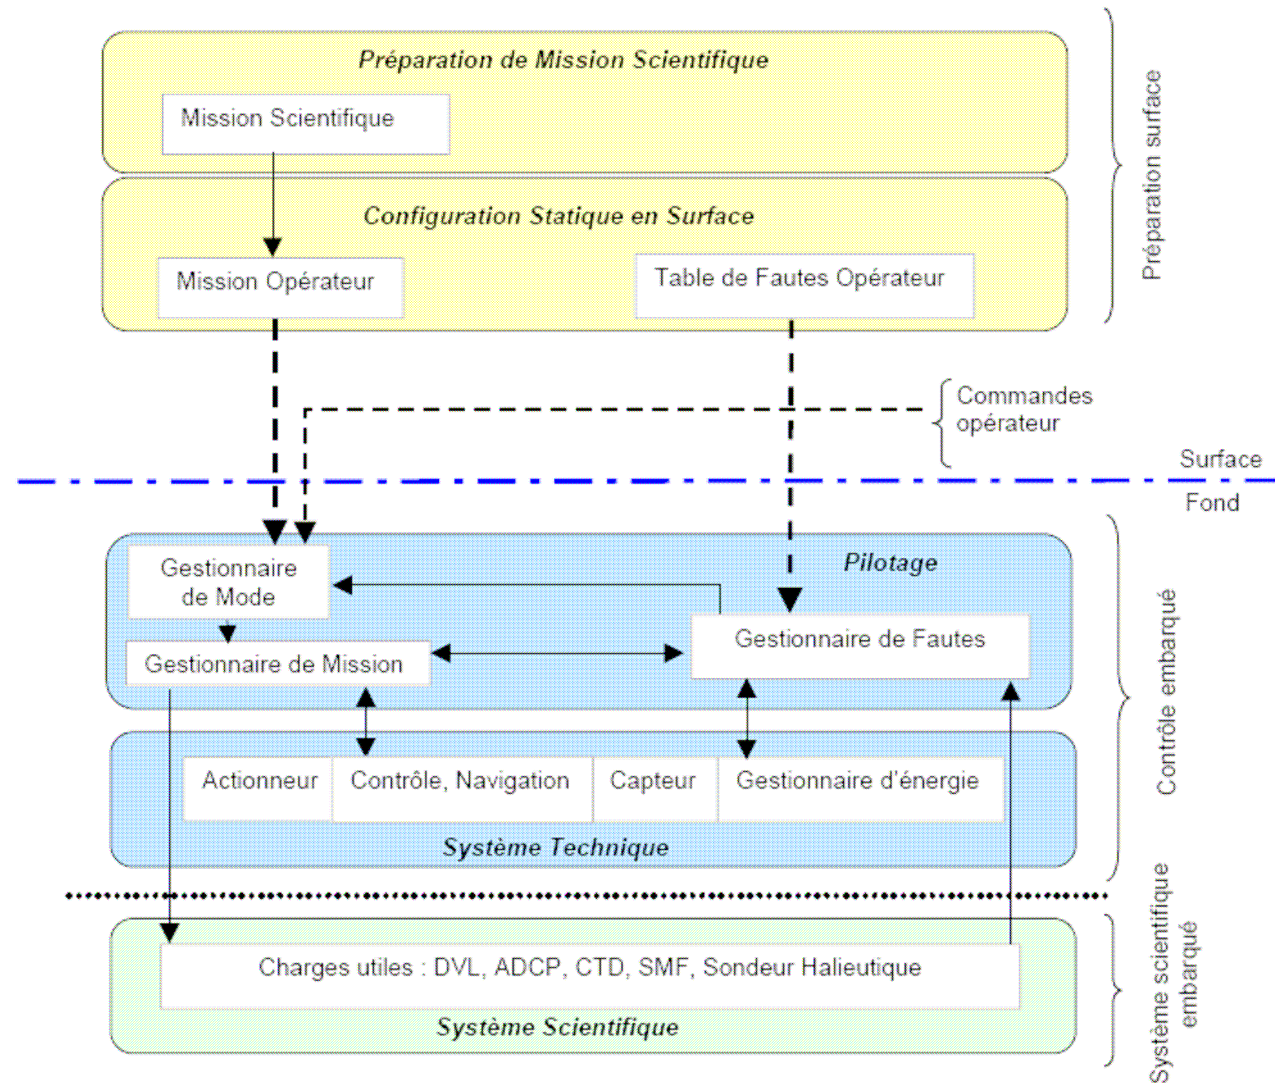 Préparation de Mission Scientifique
Mission Scientifique
Configuration Statique en Surface
Mission Opérateur
Table de Fautes Opérateur
Préparation surface
Commandes
opérateur
Surface
Fond
Pilotage
Gestionnaire
de Mode
Gestionnaire de Fautes
Gestionnaire de Mission
Contrôle embarqué
Actionneur
Contrôle, Navigation
Capteur
Gestionnaire d'énergie
Système Technique
Charges utiles : DVL, ADCP, CTD, SMF, Sondeur Halieutique
Système Scientifique
Système scientifique
embarqué